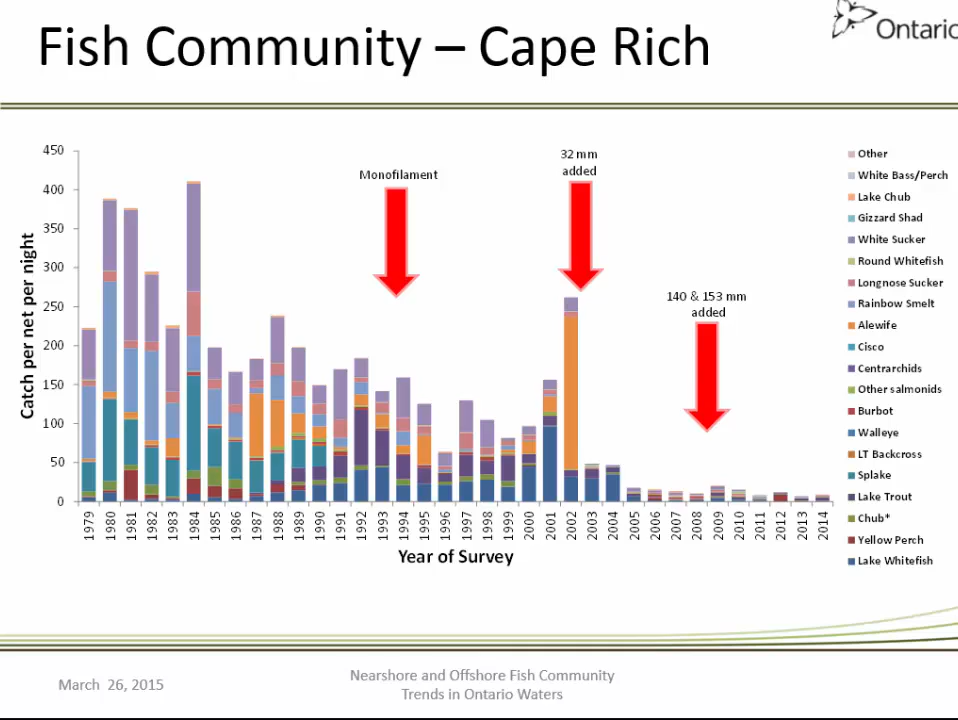 Ontario
Fish Community – Cape Rich
450
400
350
300
250
200
150
100
50
0
Catch per net per night
Monofilament
32 mm
added
140 & 153 mm
added
1979 1980 1981 1982 1983 1984 1985 1986 1987 1988 1989 1990 1991 1992 1993 1994 1995 1996 1997 1998 1999 2000 2001 2002 2003 2004 2005 2006 2007 2008 2009 2010 2011 2012 2013 2014
Year of Survey
Other
White Bass/Perch
Lake Chub
Gizzard Shad
White Sucker
Round Whitefish
Longnose Sucker
Rainbow Smelt
Alewife
Cisco
Centrarchids
Other salmonids
Burbot
Walleye
LT Backcross
Splake
Lake Trout
Chub*
Yellow Perch
Lake Whitefish
March 26, 2015
Nearshore and Offshore Fish Community
Trends in Ontario Waters